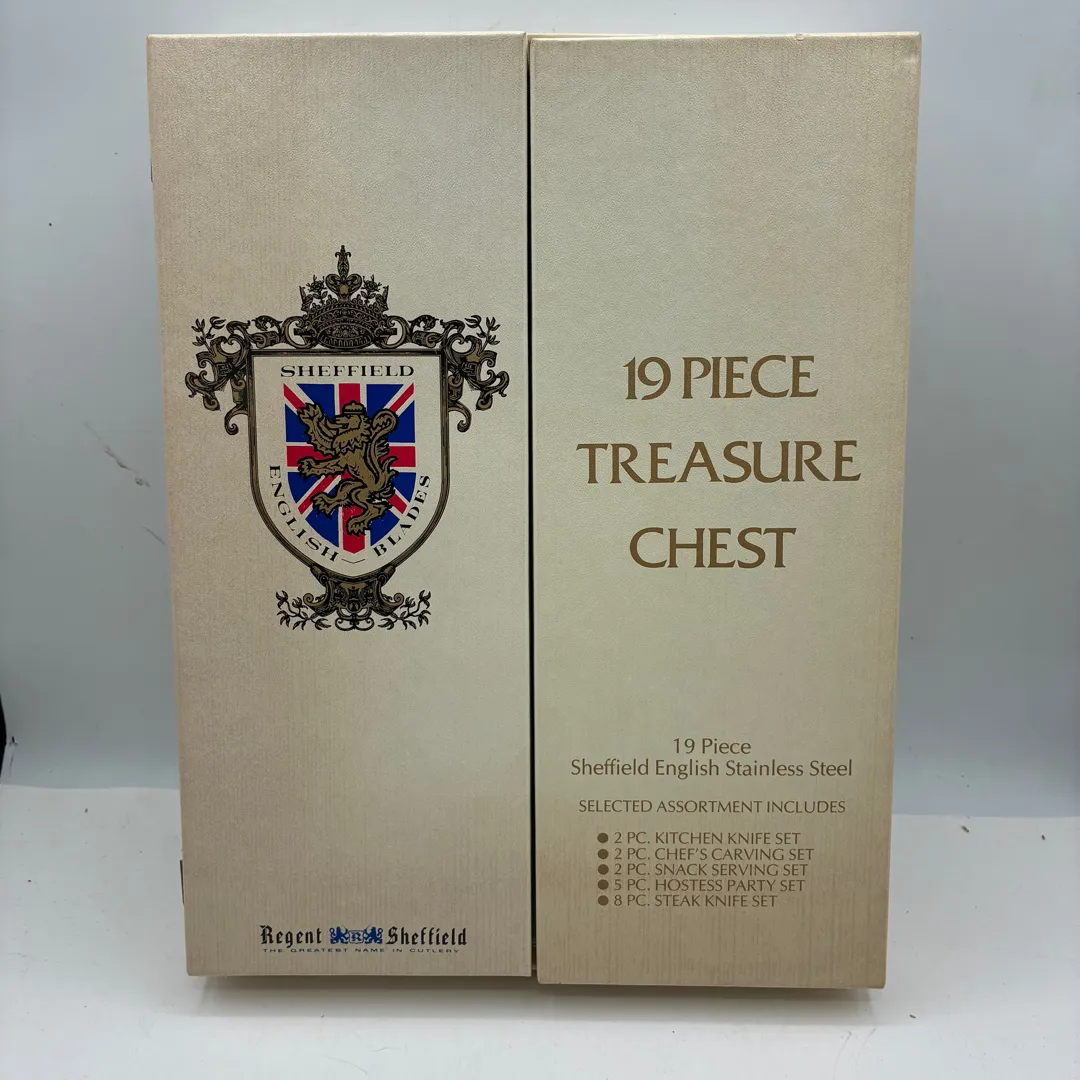 SHEFFIELD
ENGLISH BLADES
Regent Sheffield
THE GREATEST NAME IN CUTLERY
19 PIECE
TREASURE
CHEST
19 Piece
Sheffield English Stainless Steel
SELECTED ASSORTMENT INCLUDES
● 2 PC. KITCHEN KNIFE SET
● 2 PC. CHEF'S CARVING SET
● 2 PC. SNACK SERVING SET
● 5 PC. HOSTESS PARTY SET
● 8 PC. STEAK KNIFE SET